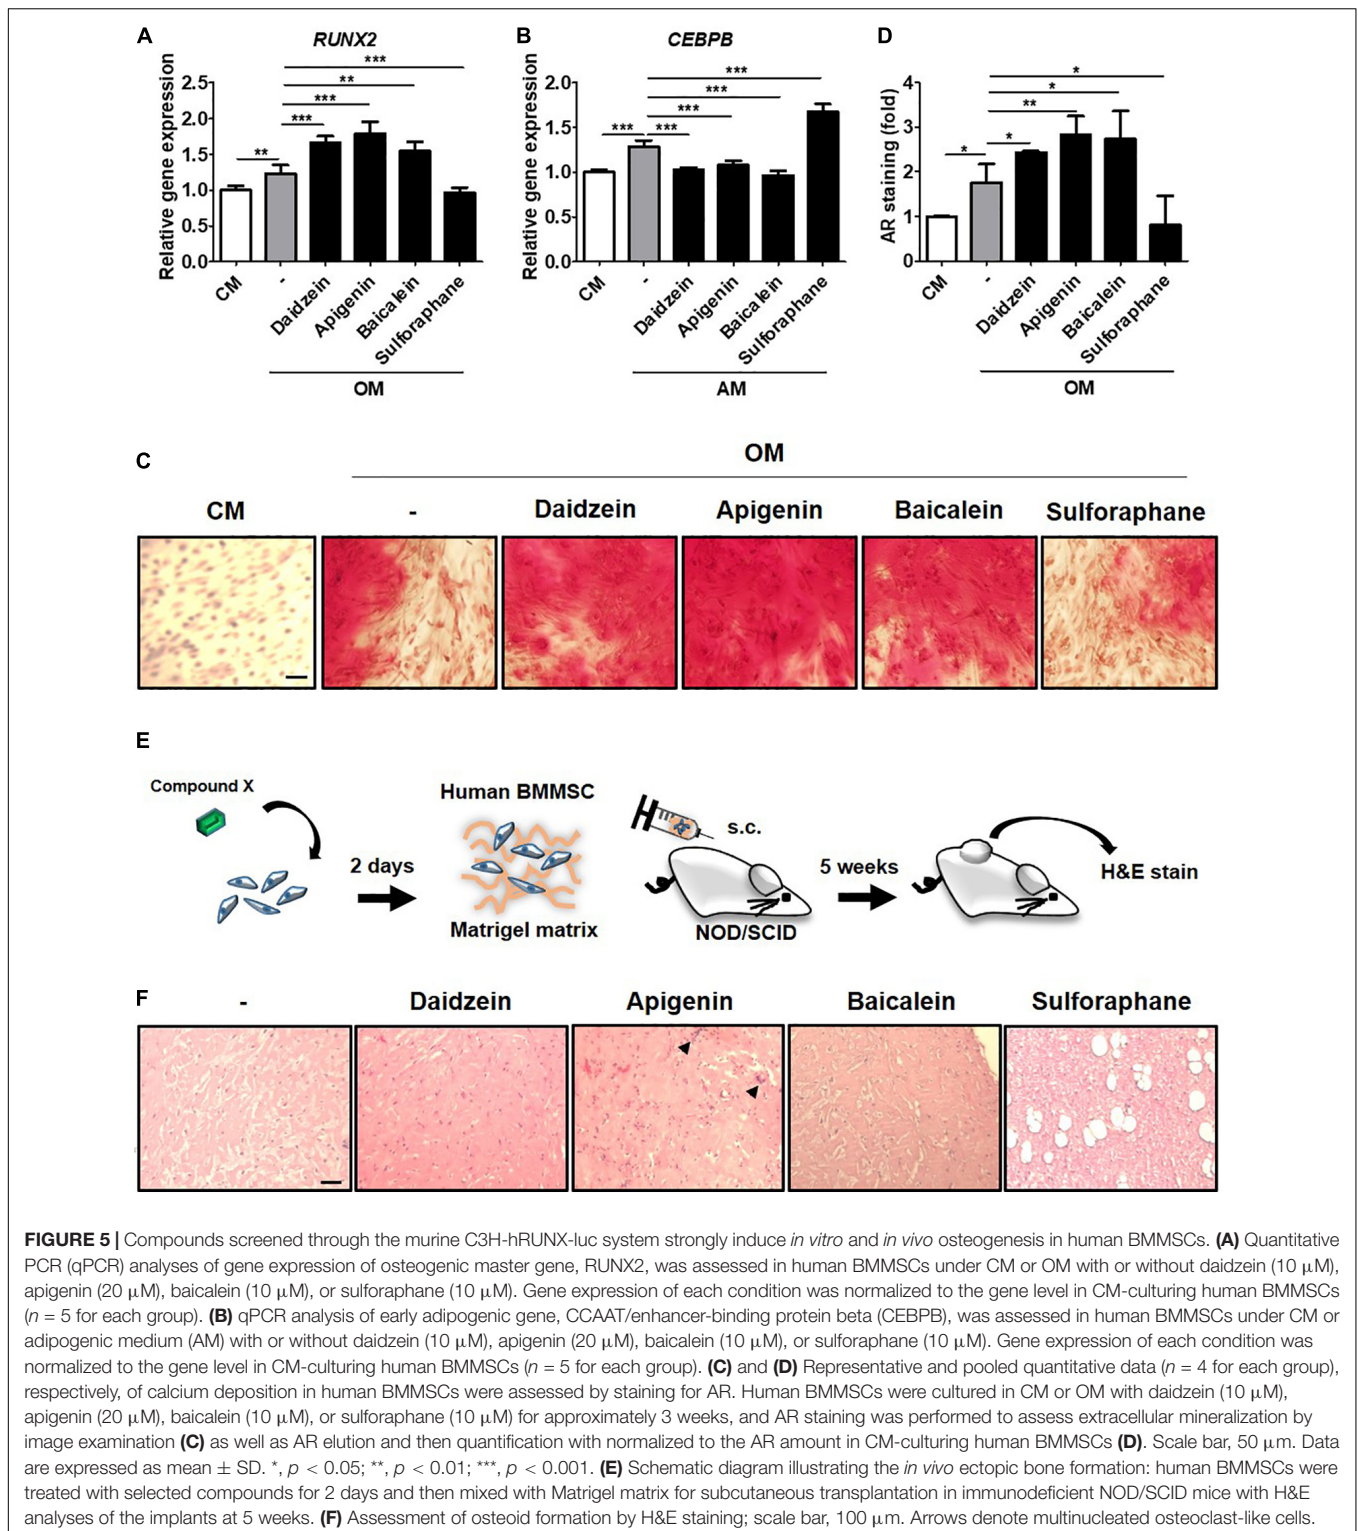 A
RUNX2
Relative gene expression
2.5
2.0
1.5
1.0
0.5
0.0
***
**
***
***
**
CM
-
Daidzein
Apigenin
Baicalein
Sulforaphane
OM
B
CEBPB
Relative gene expression
2.0
1.5
1.0
0.5
0.0
***
***
***
*** ***
CM
-
Daidzein
Apigenin
Baicalein
Sulforaphane
AM
D
AR staining (fold)
4
3
2
1
0
*
*
**
*
*
CM
-
Daidzein
Apigenin
Baicalein
Sulforaphane
OM
C
OM
CM - Daidzein Apigenin Baicalein Sulforaphane
E
Compound X
2 days
Human BMMSC
Matrigel matrix
s.c.
NOD/SCID
5 weeks
H&E stain
F - Daidzein Apigenin Baicalein Sulforaphane
FIGURE 5 | Compounds screened through the murine C3H-hRUNX-luc system strongly induce in vitro and in vivo osteogenesis in human BMMSCs. (A) Quantitative
PCR (qPCR) analyses of gene expression of osteogenic master gene, RUNX2, was assessed in human BMMSCs under CM or OM with or without daidzein (10 μM),
apigenin (20 μM), baicalein (10 μM), or sulforaphane (10 μM). Gene expression of each condition was normalized to the gene level in CM-culturing human BMMSCs
(n = 5 for each group). (B) qPCR analysis of early adipogenic gene, CCAAT/enhancer-binding protein beta (CEBPB), was assessed in human BMMSCs under CM or
adipogenic medium (AM) with or without daidzein (10 μM), apigenin (20 μM), baicalein (10 μM), or sulforaphane (10 μM). Gene expression of each condition was
normalized to the gene level in CM-culturing human BMMSCs (n = 5 for each group). (C) and (D) Representative and pooled quantitative data (n = 4 for each group),
respectively, of calcium deposition in human BMMSCs were assessed by staining for AR. Human BMMSCs were cultured in CM or OM with daidzein (10 μM),
apigenin (20 μM), baicalein (10 μM), or sulforaphane (10 μM) for approximately 3 weeks, and AR staining was performed to assess extracellular mineralization by
image examination (C) as well as AR elution and then quantification with normalized to the AR amount in CM-culturing human BMMSCs (D). Scale bar, 50 μm. Data
are expressed as mean ± SD. *, p < 0.05; **, p < 0.01; ***, p < 0.001. (E) Schematic diagram illustrating the in vivo ectopic bone formation: human BMMSCs were
treated with selected compounds for 2 days and then mixed with Matrigel matrix for subcutaneous transplantation in immunodeficient NOD/SCID mice with H&E
analyses of the implants at 5 weeks. (F) Assessment of osteoid formation by H&E staining; scale bar, 100 μm. Arrows denote multinucleated osteoclast-like cells.